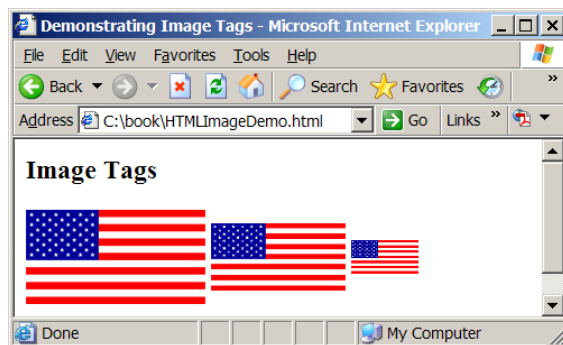 Demonstrating Image Tags - Microsoft Internet Explorer
File Edit View Favorites Tools Help
Back Search Favorites »
Address C:\book\HTMLImageDemo.html Go Links »
Image Tags
Done My Computer